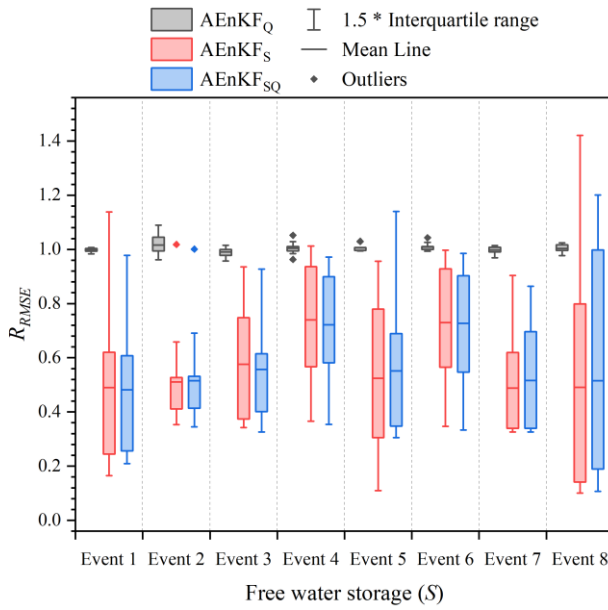 AEnKF_Q 1.5 * Interquartile range
AEnKF_S Mean Line
AEnKF_SQ Outliers
R_RMSE
1.4
1.2
1.0
0.8
0.6
0.4
0.2
0.0
Event 1 Event 2 Event 3 Event 4 Event 5 Event 6 Event 7 Event 8
Free water storage (S)